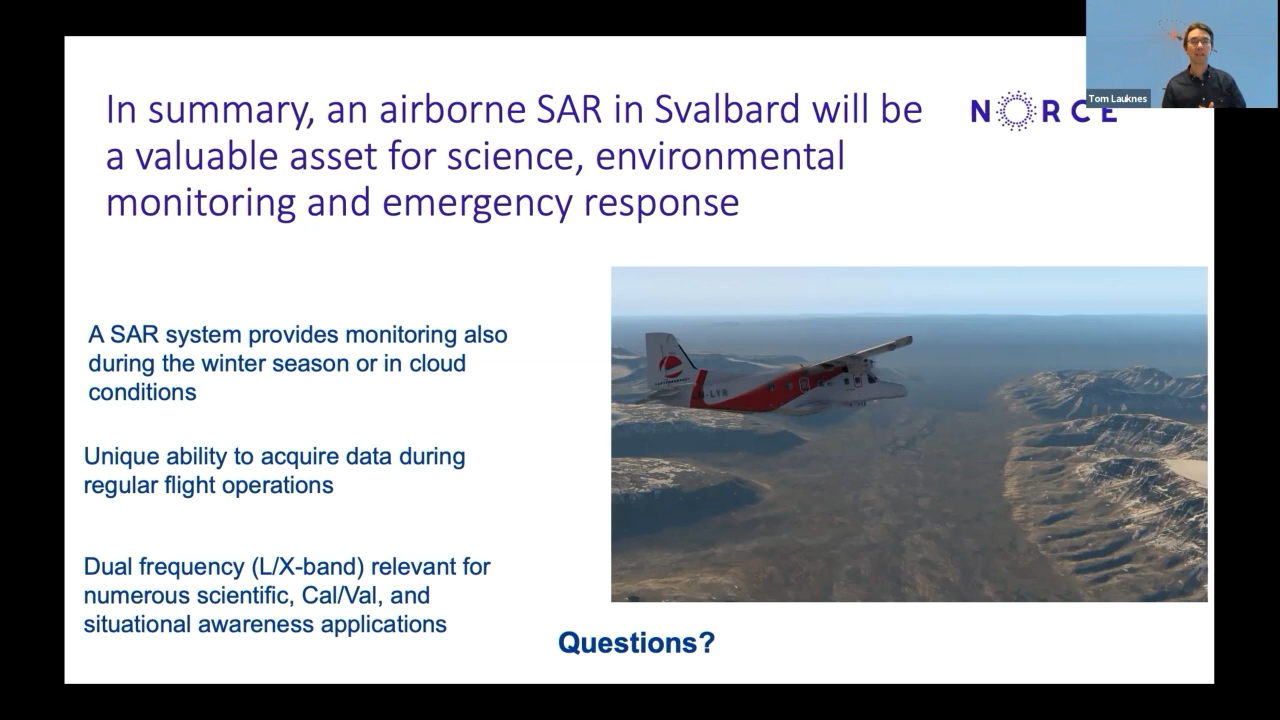 Tom Lauknes
In summary, an airborne SAR in Svalbard will be
a valuable asset for science, environmental
monitoring and emergency response
NORCE
A SAR system provides monitoring also
during the winter season or in cloud
conditions
Unique ability to acquire data during
regular flight operations
Dual frequency (L/X-band) relevant for
numerous scientific, Cal/Val, and
situational awareness applications
Questions?